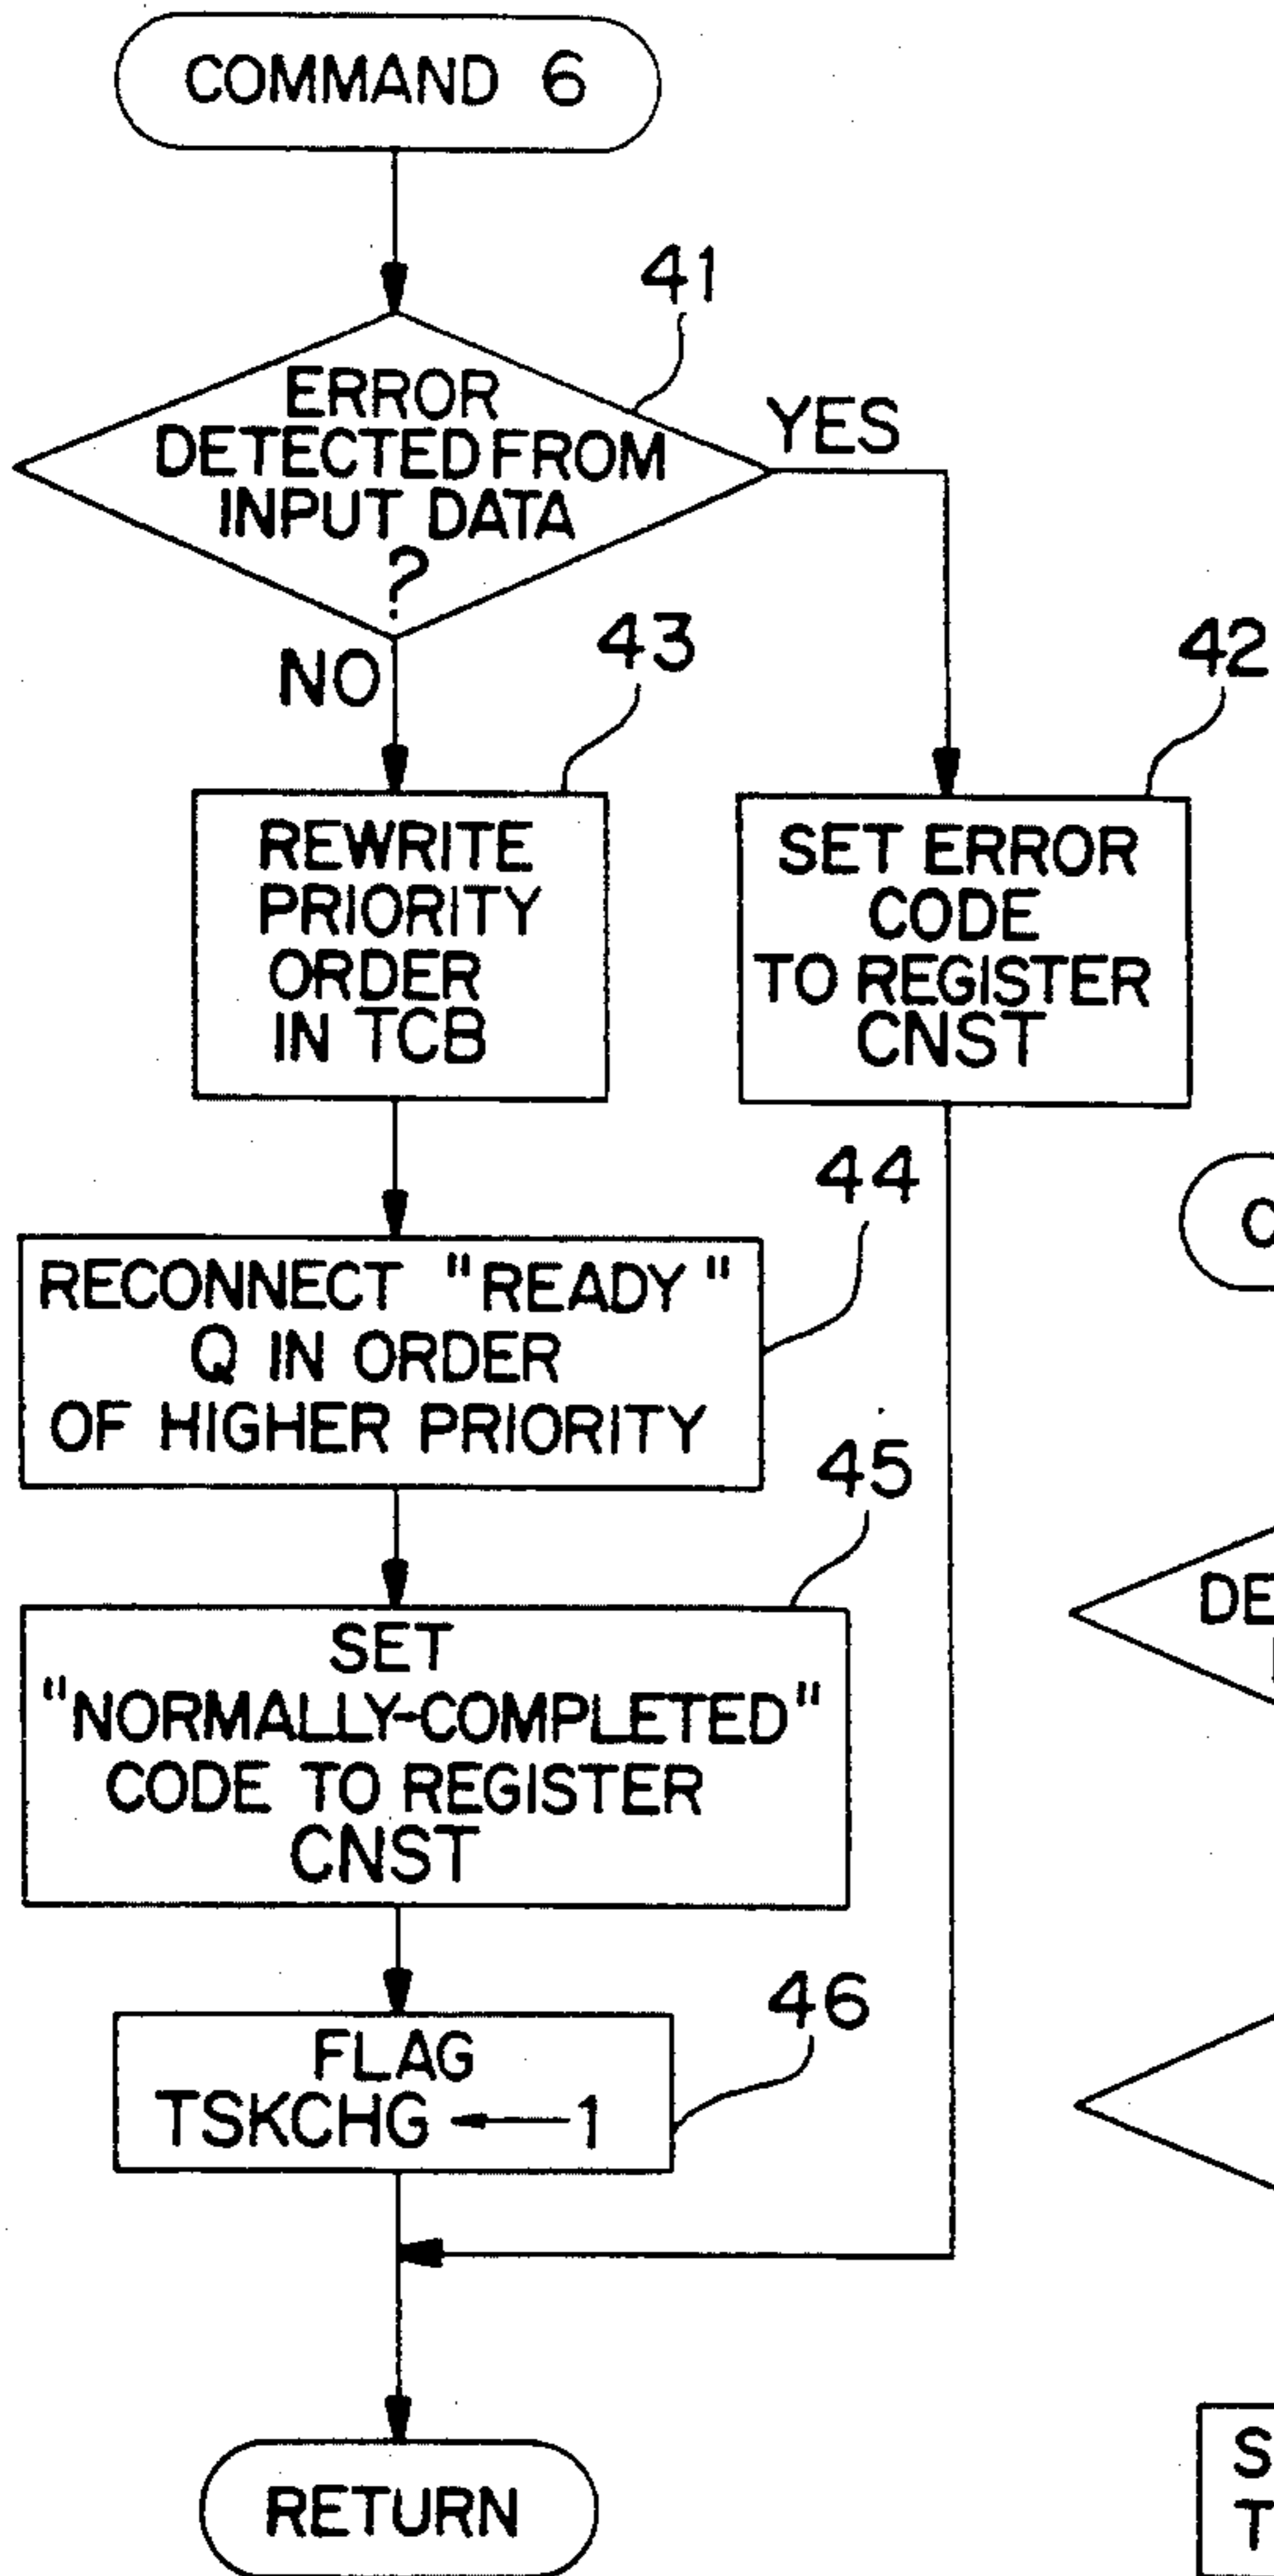 COMMAND 6
41
ERROR
DETECTED FROM
INPUT DATA
?
YES
NO
43
42
REWRITE
PRIORITY
ORDER
IN TCB
SET ERROR
CODE
TO REGISTER
CNST
44
RECONNECT "READY"
Q IN ORDER
OF HIGHER PRIORITY
45
SET
"NORMALLY-COMPLETED"
CODE TO REGISTER
CNST
46
FLAG
TSKCHG ← 1
RETURN